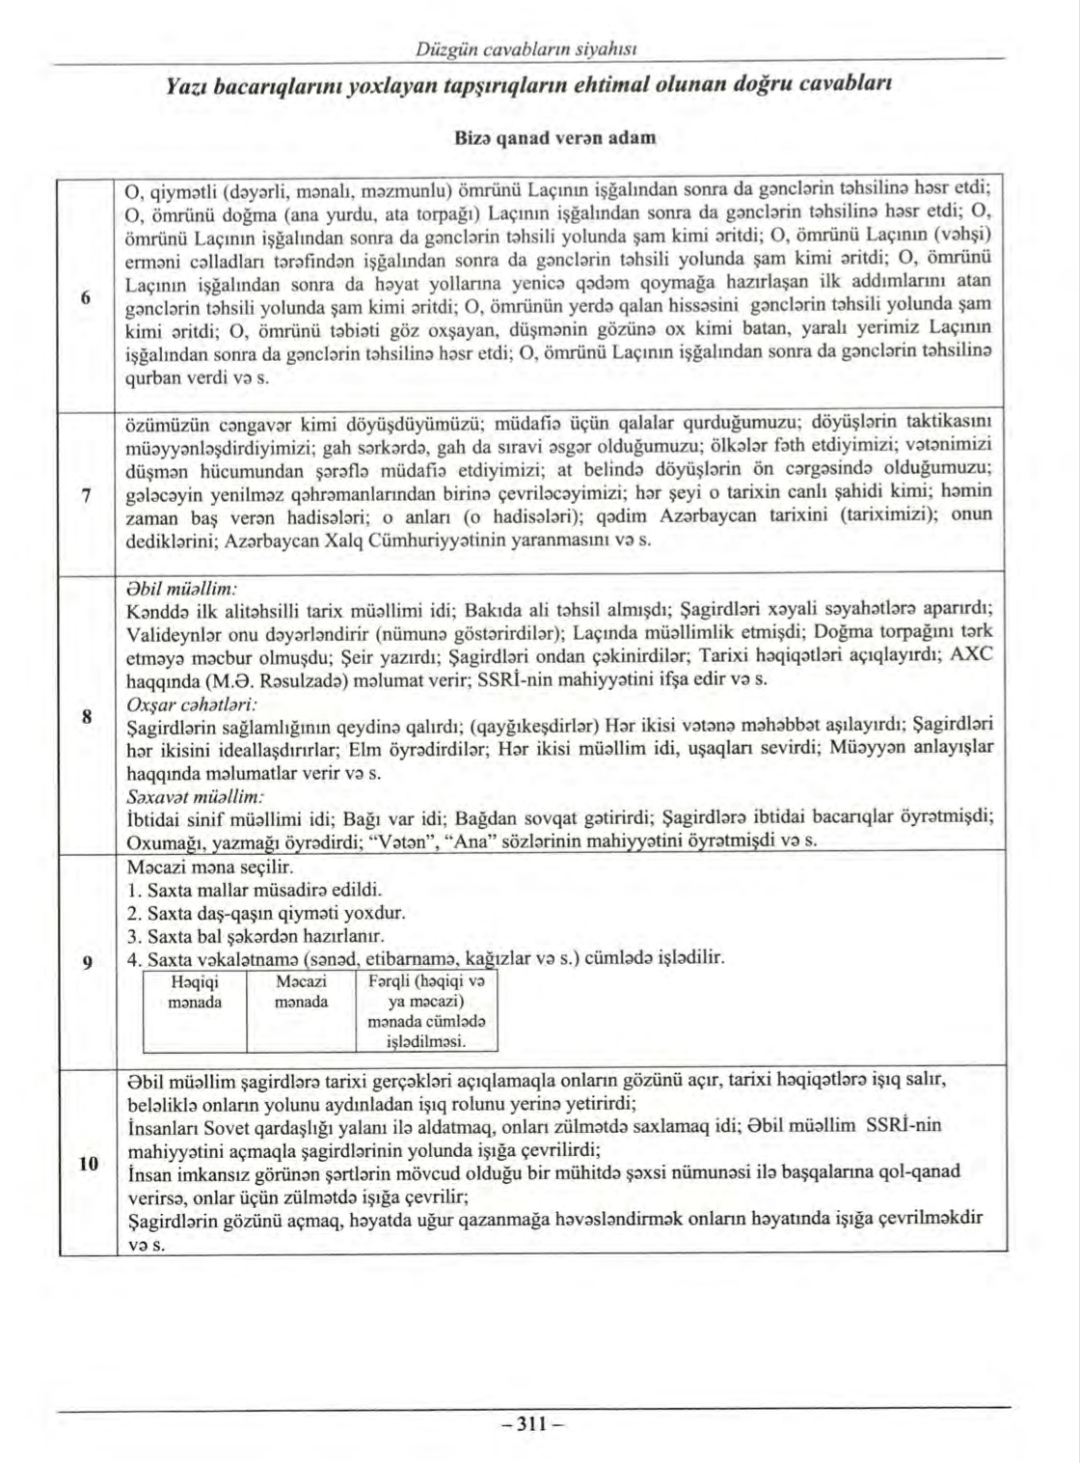 Düzgün cavabların siyahısı
Yazı bacarıqlarını yoxlayan tapşırıqların ehtimal olunan doğru cavabları
Bizə qanad verən adam
6
O, qiymətli (dəyərli, mənalı, məzmunlu) ömrünü Laçının işğalından sonra da gənclərin təhsilinə həsr etdi;
O, ömrünü doğma (ana yurdu, ata torpağı) Laçının işğalından sonra da gənclərin təhsilinə həsr etdi; O,
ömrünü Laçının işğalından sonra da gənclərin təhsili yolunda şam kimi əritdi; O, ömrünü Laçının (vəhşi)
erməni cəlladları tərəfindən işğalından sonra da gənclərin təhsili yolunda şam kimi əritdi; O, ömrünü
Laçının işğalından sonra da həyat yollarına yenicə qədəm qoymağa hazırlaşan ilk addımlarını atan
gənclərin təhsili yolunda şam kimi əritdi; O, ömrünün yerdə qalan hissəsini gənclərin təhsili yolunda şam
kimi əritdi; O, ömrünü təbiəti göz oxşayan, düşmənin gözünə ox kimi batan, yaralı yerimiz Laçının
işğalından sonra da gənclərin təhsilinə həsr etdi; O, ömrünü Laçının işğalından sonra da gənclərin təhsilinə
qurban verdi və s.
7
özümüzün cəngavər kimi döyüşdüyümüzü; müdafiə üçün qalalar qurduğumuzu; döyüşlərin taktikasını
müəyyənləşdirdiyimizi; gah sərkərdə, gah da sıravi əsgər olduğumuzu; ölkələr fəth etdiyimizi; vətənimizi
düşmən hücumundan şərəflə müdafiə etdiyimizi; at belində döyüşlərin ön cərgəsində olduğumuzu;
gələcəyin yenilməz qəhrəmanlarından birinə çevriləcəyimizi; hər şeyi o tarixin canlı şahidi kimi; həmin
zaman baş verən hadisələri; o anları (o hadisələri); qədim Azərbaycan tarixini (tariximizi); onun
dediklərini; Azərbaycan Xalq Cümhuriyyətinin yaranmasını və s.
8
Əbil müəllim:
Kənddə ilk alitəhsilli tarix müəllimi idi; Bakıda ali təhsil almışdı; Şagirdləri xəyali səyahətlərə aparırdı;
Valideynlər onu dəyərləndirir (nümunə göstərirdilər); Laçında müəllimlik etmişdi; Doğma torpağını tərk
etməyə məcbur olmuşdu; Şeir yazırdı; Şagirdləri ondan çəkinirdilər; Tarixi həqiqətləri açıqlayırdı; AXC
haqqında (M.Ə. Rəsulzadə) məlumat verir; SSRİ-nin mahiyyətini ifşa edir və s.
Oxşar cəhətləri:
Şagirdlərin sağlamlığının qeydinə qalırdı; (qayğıkeşdirlər) Hər ikisi vətənə məhəbbət aşılayırdı; Şagirdləri
hər ikisini ideallaşdırırlar; Elm öyrədirdilər; Hər ikisi müəllim idi, uşaqları sevirdi; Müəyyən anlayışlar
haqqında məlumatlar verir və s.
Səxavət müəllim:
İbtidai sinif müəllimi idi; Bağı var idi; Bağdan sovqat gətirirdi; Şagirdlərə ibtidai bacarıqlar öyrətmişdi;
Oxumağı, yazmağı öyrədirdi; “Vətən”, “Ana” sözlərinin mahiyyətini öyrətmişdi və s.
9
Məcazi məna seçilir.
1. Saxta mallar müsadirə edildi.
2. Saxta daş-qaşın qiyməti yoxdur.
3. Saxta bal şəkərdən hazırlanır.
4. Saxta vəkalətnamə (sənəd, etibarnamə, kağızlar və s.) cümlədə işlədilir.
Həqiqi
mənada
Məcazi
mənada
Fərqli (həqiqi və
ya məcazi)
mənada cümlədə
işlədilməsi.
10
Əbil müəllim şagirdlərə tarixi gerçəkləri açıqlamaqla onların gözünü açır, tarixi həqiqətlərə işıq salır,
beləliklə onların yolunu aydınladan işıq rolunu yerinə yetirirdi;
İnsanları Sovet qardaşlığı yalanı ilə aldatmaq, onları zülmətdə saxlamaq idi; Əbil müəllim SSRİ-nin
mahiyyətini açmaqla şagirdlərinin yolunda işığa çevrilirdi;
İnsan imkansız görünən şərtlərin mövcud olduğu bir mühitdə şəxsi nümunəsi ilə başqalarına qol-qanad
verirsə, onlar üçün zülmətdə işığa çevrilir;
Şagirdlərin gözünü açmaq, həyatda uğur qazanmağa həvəsləndirmək onların həyatında işığa çevrilməkdir
və s.
– 311 –